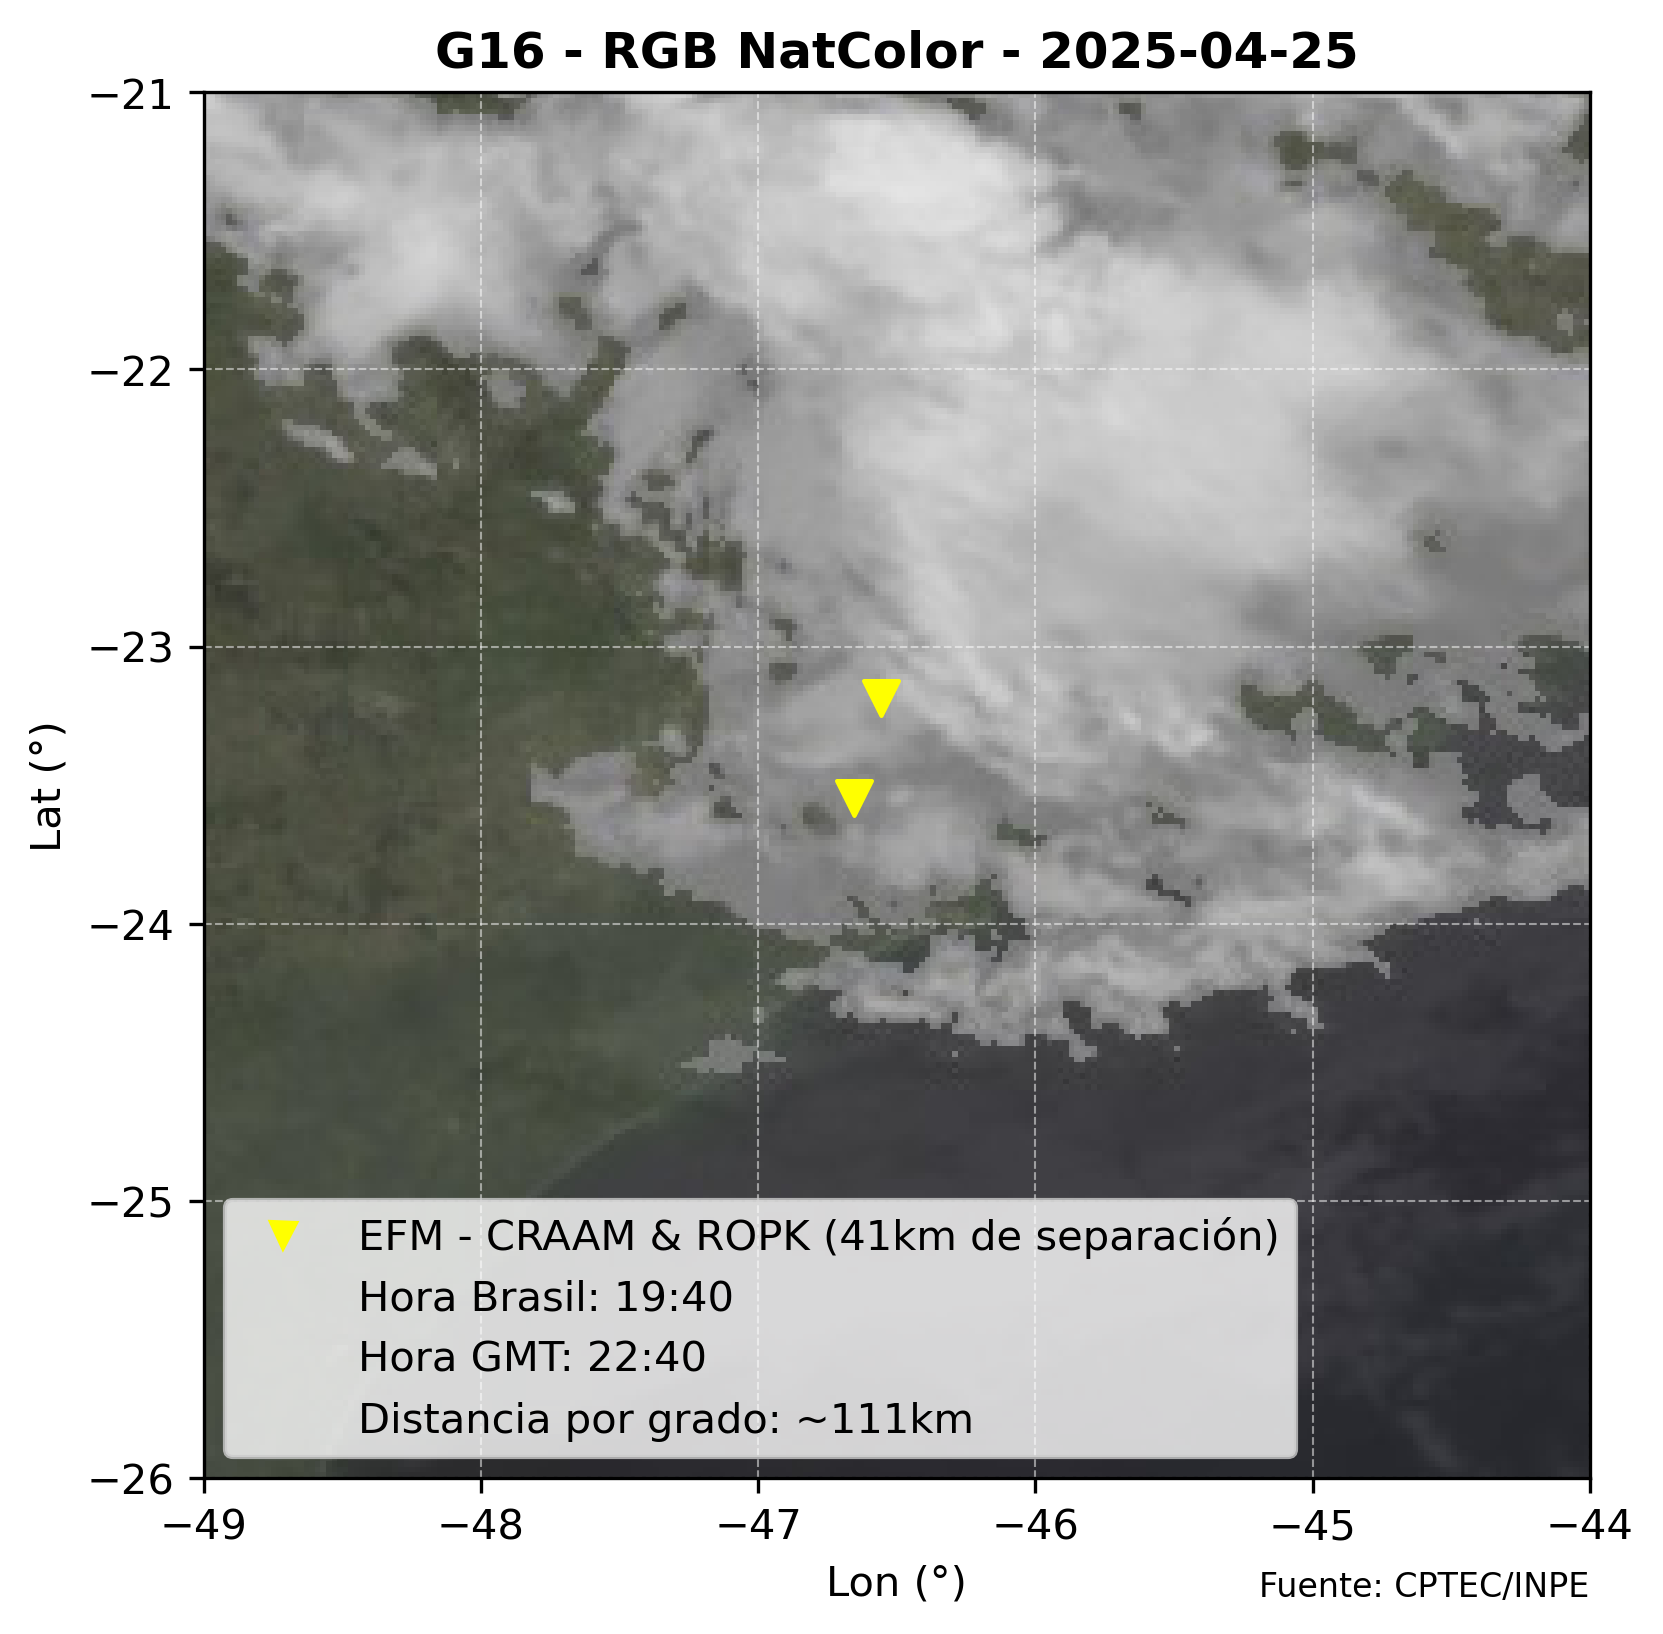 G16 - RGB NatColor - 2025-04-25
−21
−22
−23
−24
−25
−26
Lat (°)
EFM - CRAAM & ROPK (41km de separación)
Hora Brasil: 19:40
Hora GMT: 22:40
Distancia por grado: ~111km
−49 −48 −47 −46 −45 −44
Lon (°)
Fuente: CPTEC/INPE